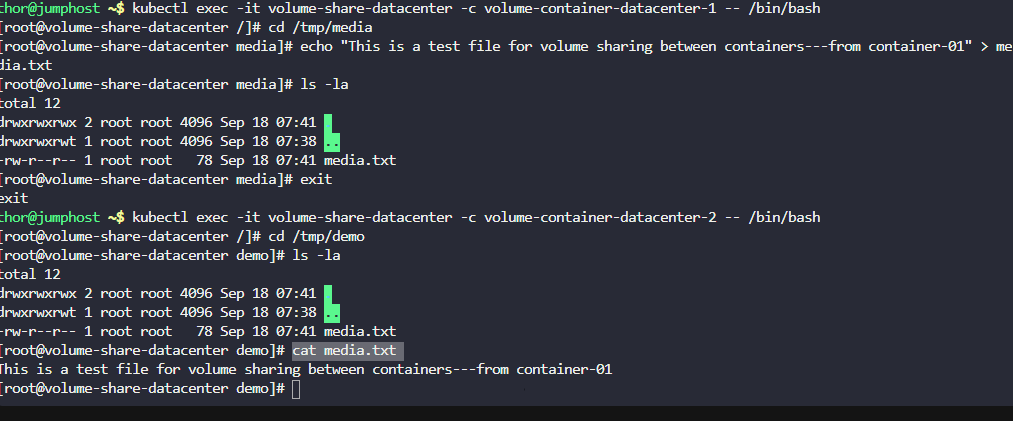 thor@jumphost ~$ kubectl exec -it volume-share-datacenter -c volume-container-datacenter-1 -- /bin/bash
[root@volume-share-datacenter /]# cd /tmp/media
[root@volume-share-datacenter media]# echo "This is a test file for volume sharing between containers---from container-01" > me
dia.txt
[root@volume-share-datacenter media]# ls -la
total 12
drwxrwxrwx 2 root root 4096 Sep 18 07:41 .
drwxrwxrwt 1 root root 4096 Sep 18 07:38 ..
-rw-r--r-- 1 root root   78 Sep 18 07:41 media.txt
[root@volume-share-datacenter media]# exit
exit
thor@jumphost ~$ kubectl exec -it volume-share-datacenter -c volume-container-datacenter-2 -- /bin/bash
[root@volume-share-datacenter /]# cd /tmp/demo
[root@volume-share-datacenter demo]# ls -la
total 12
drwxrwxrwx 2 root root 4096 Sep 18 07:41 .
drwxrwxrwt 1 root root 4096 Sep 18 07:38 ..
-rw-r--r-- 1 root root   78 Sep 18 07:41 media.txt
[root@volume-share-datacenter demo]# cat media.txt
This is a test file for volume sharing between containers---from container-01
[root@volume-share-datacenter demo]#